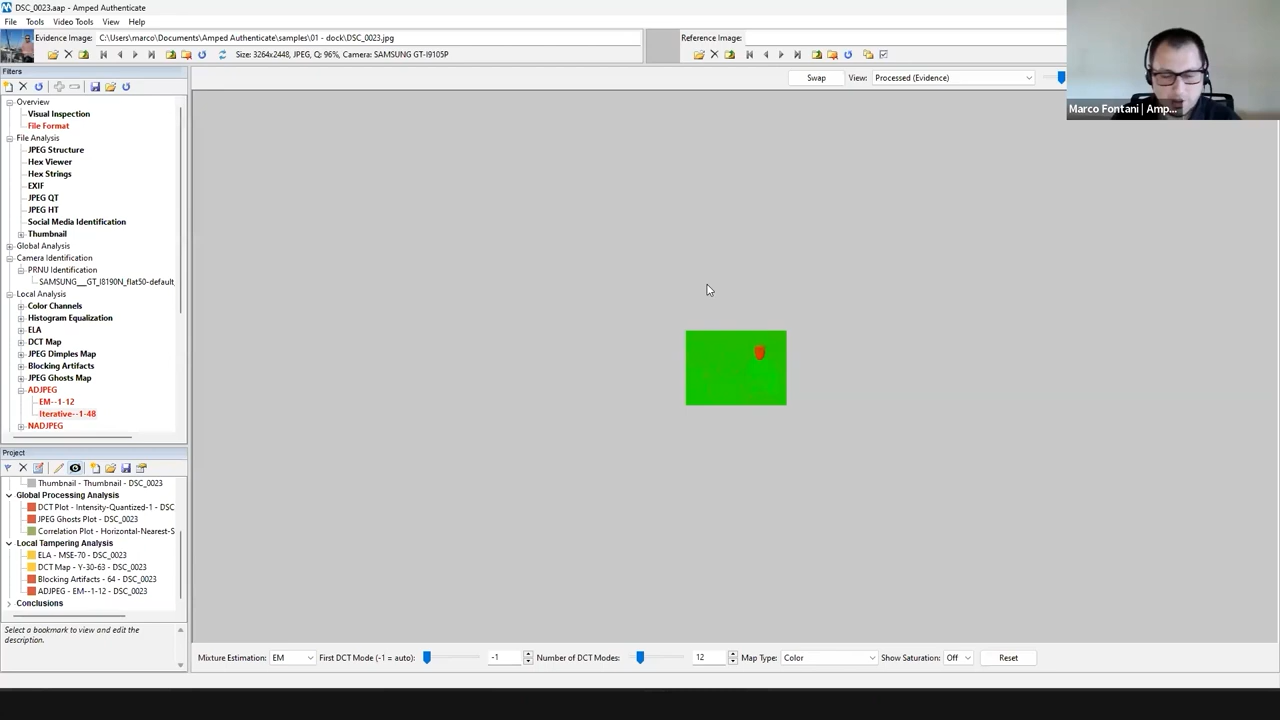 DSC_0023.aap - Amped Authenticate
File Tools Video Tools View Help
Evidence Image: C:\Users\marco\Documents\Amped Authenticate\samples\01 - dock\DSC_0023.jpg
Reference Image:
Size: 3264x2448, JPEG, Q: 96%, Camera: SAMSUNG GT-I9105P
Filters
Swap View: Processed (Evidence)
Marco Fontani | Amp...
Overview
Visual Inspection
File Format
File Analysis
JPEG Structure
Hex Viewer
Hex Strings
EXIF
JPEG QT
JPEG HT
Social Media Identification
Thumbnail
Global Analysis
Camera Identification
PRNU Identification
SAMSUNG__GT_I8190N_flat50-default_
Local Analysis
Color Channels
Histogram Equalization
ELA
DCT Map
JPEG Dimples Map
Blocking Artifacts
JPEG Ghosts Map
ADJPEG
EM--1-12
Iterative--1-48
NADJPEG
Project
Thumbnail - Thumbnail - DSC_0023
Global Processing Analysis
DCT Plot - Intensity-Quantized-1 - DSC
JPEG Ghosts Plot - DSC_0023
Correlation Plot - Horizontal-Nearest-S
Local Tampering Analysis
ELA - MSE-70 - DSC_0023
DCT Map - Y-30-63 - DSC_0023
Blocking Artifacts - 64 - DSC_0023
ADJPEG - EM--1-12 - DSC_0023
Conclusions
Select a bookmark to view and edit the
description.
Mixture Estimation: EM First DCT Mode (-1 = auto): -1 Number of DCT Modes: 12 Map Type: Color Show Saturation: Off Reset